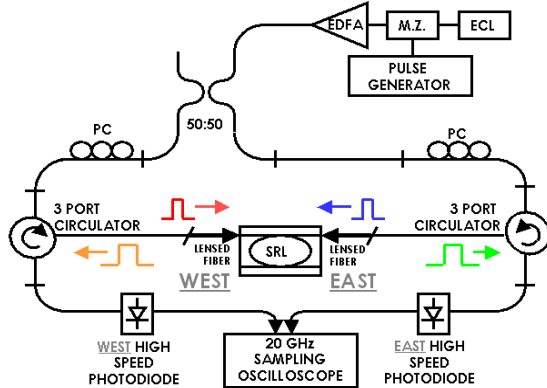 EDFA
M.Z.
ECL
PULSE
GENERATOR
50:50
PC
PC
3 PORT
CIRCULATOR
3 PORT
CIRCULATOR
LENSED
FIBER
SRL
LENSED
FIBER
WEST
EAST
WEST HIGH
SPEED
PHOTODIODE
20 GHz
SAMPLING
OSCILLOSCOPE
EAST HIGH
SPEED
PHOTODIODE